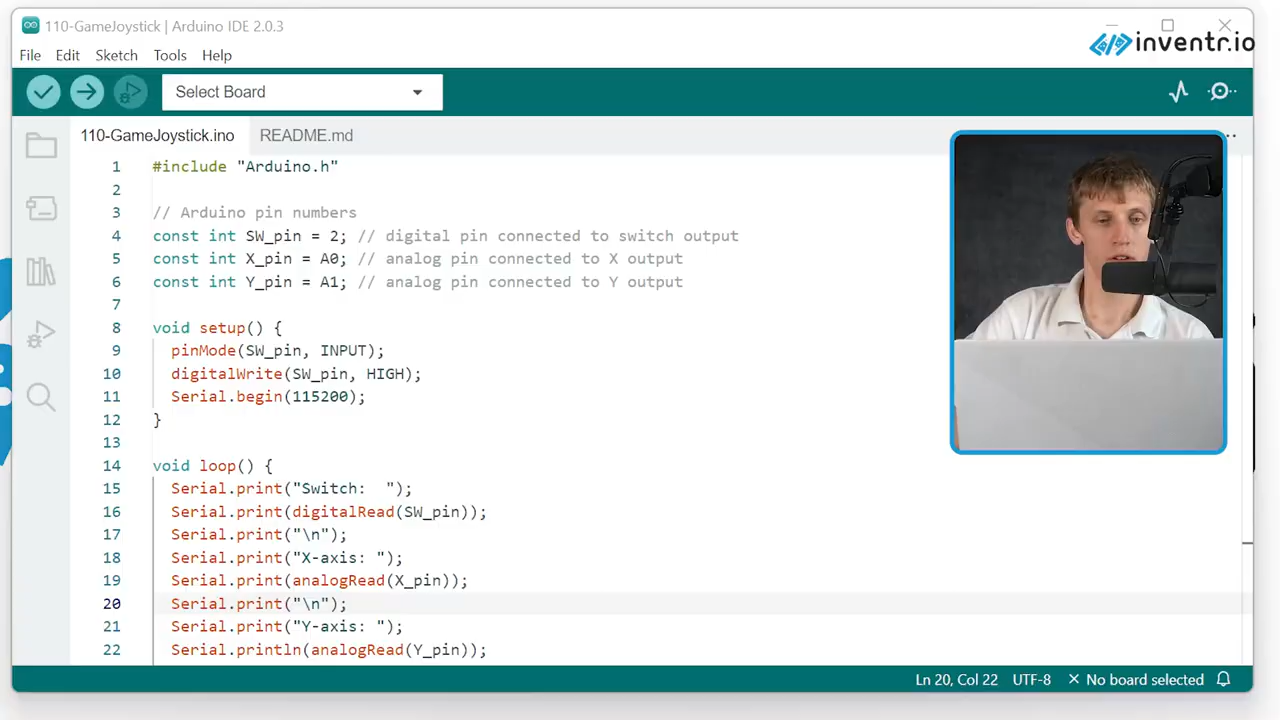 110-GameJoystick | Arduino IDE 2.0.3
inventr.io
File Edit Sketch Tools Help
Select Board
110-GameJoystick.ino README.md
1 #include "Arduino.h"
2
3 // Arduino pin numbers
4 const int SW_pin = 2; // digital pin connected to switch output
5 const int X_pin = A0; // analog pin connected to X output
6 const int Y_pin = A1; // analog pin connected to Y output
7
8 void setup() {
9 pinMode(SW_pin, INPUT);
10 digitalWrite(SW_pin, HIGH);
11 Serial.begin(115200);
12 }
13
14 void loop() {
15 Serial.print("Switch:  ");
16 Serial.print(digitalRead(SW_pin));
17 Serial.print("\n");
18 Serial.print("X-axis: ");
19 Serial.print(analogRead(X_pin));
20 Serial.print("\n");
21 Serial.print("Y-axis: ");
22 Serial.println(analogRead(Y_pin));
Ln 20, Col 22 UTF-8 No board selected